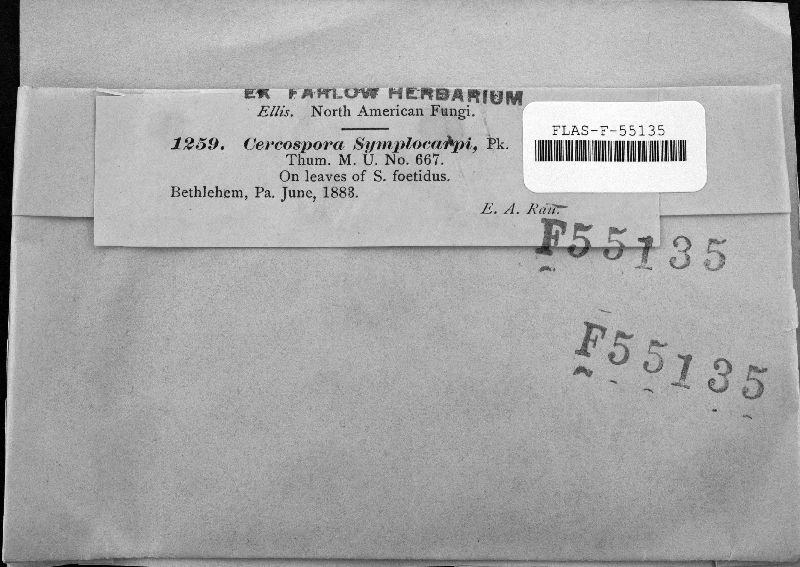 EX FARLOW HERBARIUM
Ellis. North American Fungi.
1259. Cercospora Symplocarpi, Pk.
Thum. M. U. No. 667.
On leaves of S. foetidus.
Bethlehem, Pa. June, 1883.
E. A. Rau.
FLAS-F-55135
F55135
F55135